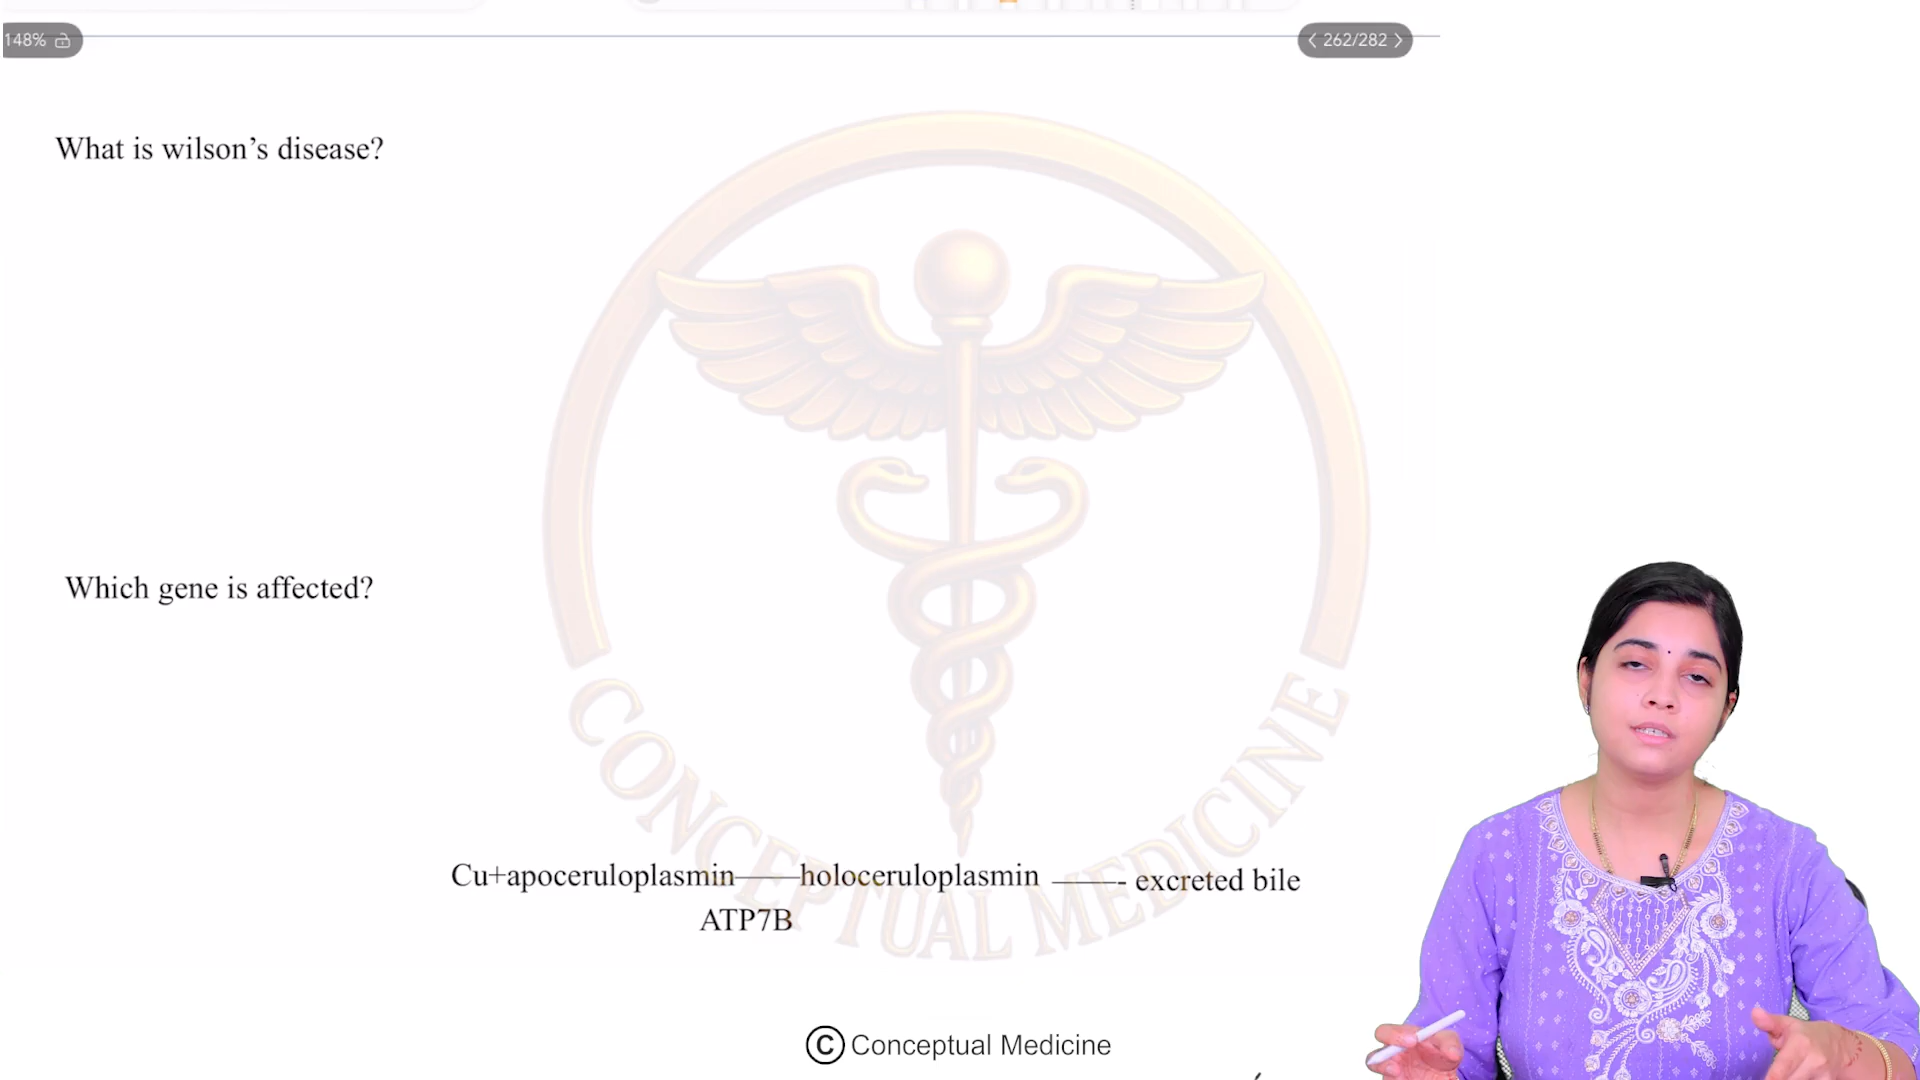 148%
< 262/282 >
What is wilson’s disease?
Which gene is affected?
CONCEPTUAL MEDICINE
Cu+apoceruloplasmin——holoceruloplasmin ——- excreted bile
ATP7B
© Conceptual Medicine